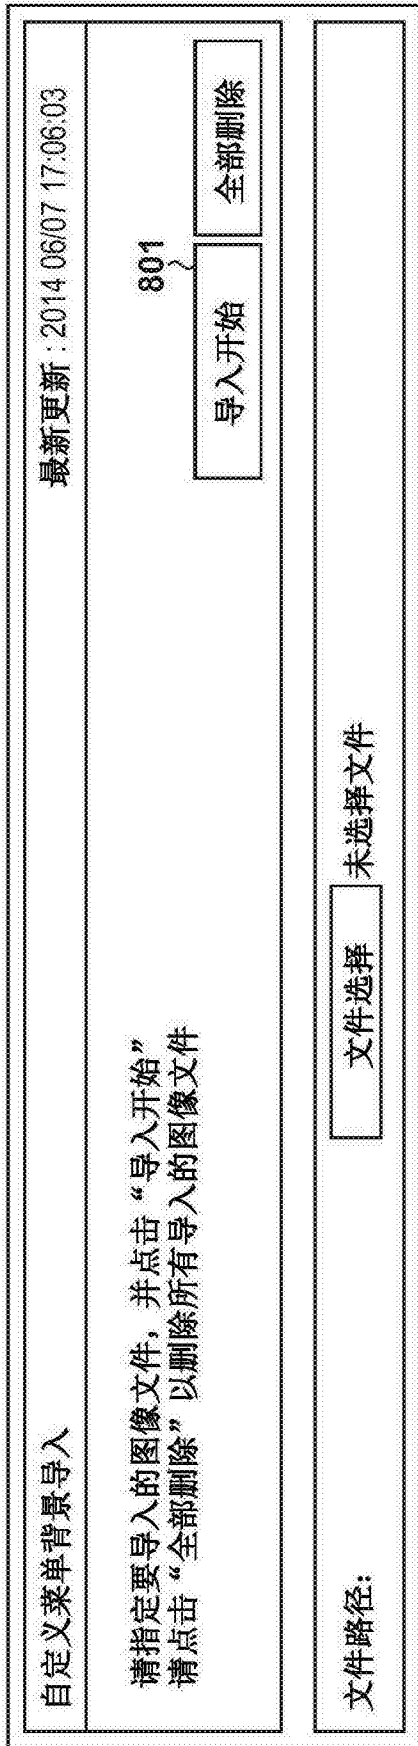 自定义菜单背景导入
最新更新 : 2014 06/07 17:06:03
请指定要导入的图像文件，并点击“导入开始”
请点击“全部删除”以删除所有导入的图像文件
801
导入开始
全部删除
文件路径：
文件选择
未选择文件